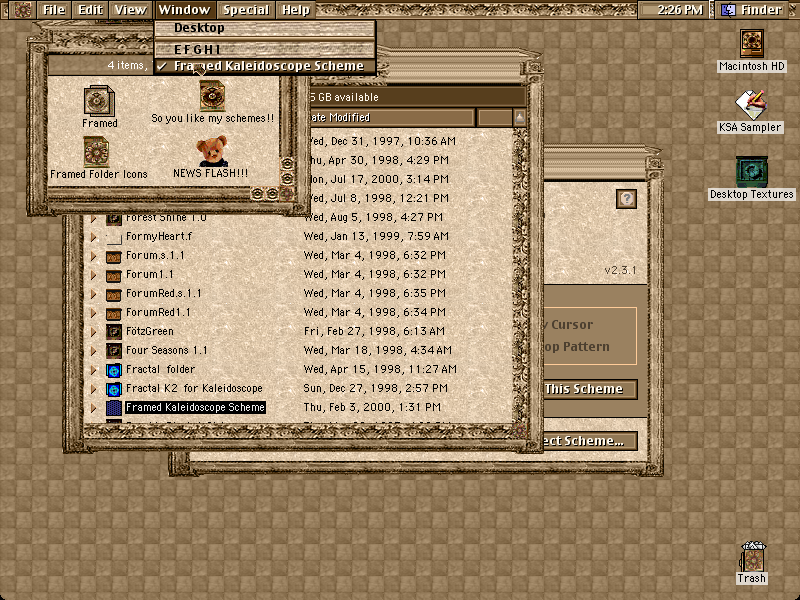 File Edit View Window Special Help 2:26 PM Finder
Desktop
E F G H I
✓ Framed Kaleidoscope Scheme
4 items,
Framed
So you like my schemes!!
Framed Folder Icons
NEWS FLASH!!!
5 GB available
ate Modified
Wed, Dec 31, 1997, 10:36 AM
Thu, Apr 30, 1998, 4:29 PM
Mon, Jul 17, 2000, 3:14 PM
Wed, Jul 8, 1998, 12:21 PM
Forest Shine 1.0 Wed, Aug 5, 1998, 4:27 PM
FormyHeart.f Wed, Jan 13, 1999, 7:59 AM
Forum.s.1.1 Wed, Mar 4, 1998, 6:32 PM
Forum1.1 Wed, Mar 4, 1998, 6:32 PM
ForumRed.s.1.1 Wed, Mar 4, 1998, 6:35 PM
ForumRed1.1 Wed, Mar 4, 1998, 6:34 PM
FötzGreen Fri, Feb 27, 1998, 6:13 AM
Four Seasons 1.1 Wed, Mar 18, 1998, 4:34 AM
Fractal folder Wed, Apr 15, 1998, 11:27 AM
Fractal K2 for Kaleidoscope Sun, Dec 27, 1998, 2:57 PM
Framed Kaleidoscope Scheme Thu, Feb 3, 2000, 1:31 PM
?
v2.3.1
y Cursor
op Pattern
This Scheme
ect Scheme...
Macintosh HD
KSA Sampler
Desktop Textures
Trash